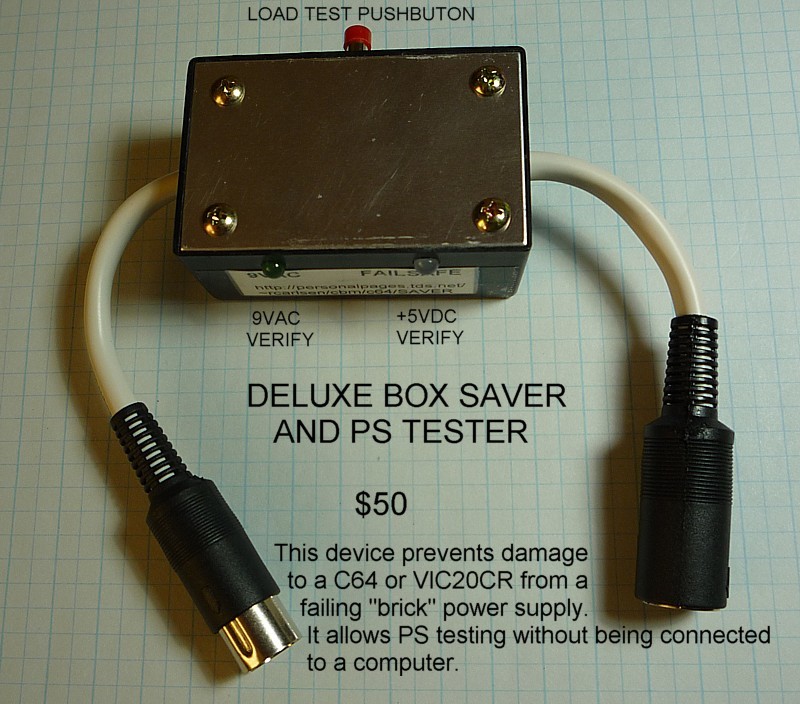 LOAD TEST PUSHBUTON
9VAC FAILSAFE
http://personalpages.tds.net/
~rcarlsen/cbm/c64/SAVER
9VAC +5VDC
VERIFY VERIFY
DELUXE BOX SAVER
AND PS TESTER
$50
This device prevents damage
to a C64 or VIC20CR from a
failing "brick" power supply.
It allows PS testing without being connected
to a computer.